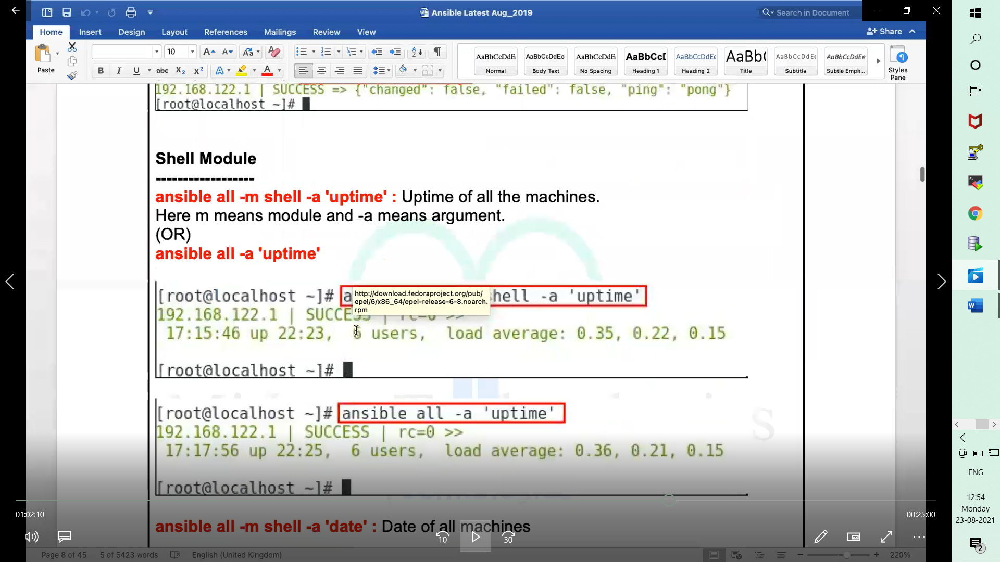 Ansible Latest Aug_2019
Search in Document
Home Insert Design Layout References Mailings Review View
Share
Paste
10
AaBbCcDdE AaBbCcDdEe AaBbCcDdE AaBbCcD AaBbCcDdEe AaBb( AaBbCcDdEe AaBbCcDdEe
Normal Body Text No Spacing Heading 1 Heading 2 Title Subtitle Subtle Emph...
Styles
Pane
192.168.122.1 | SUCCESS => {"changed": false, "failed": false, "ping": "pong"}
[root@localhost ~]#
Shell Module
-----------------
ansible all -m shell -a 'uptime' : Uptime of all the machines.
Here m means module and -a means argument.
(OR)
ansible all -a 'uptime'
[root@localhost ~]# a shell -a 'uptime'
http://download.fedoraproject.org/pub/
epel/6/x86_64/epel-release-6-8.noarch.
rpm
192.168.122.1 | SUCCESS | rc=0 >>
17:15:46 up 22:23, 6 users, load average: 0.35, 0.22, 0.15
[root@localhost ~]#
[root@localhost ~]# ansible all -a 'uptime'
192.168.122.1 | SUCCESS | rc=0 >>
17:17:56 up 22:25, 6 users, load average: 0.36, 0.21, 0.15
[root@localhost ~]#
S
ansible all -m shell -a 'date' : Date of all machines
01:02:10
00:25:00
10
30
Page 8 of 45 5 of 5423 words English (United Kingdom)
220%
ENG
12:54
Monday
23-08-2021
2